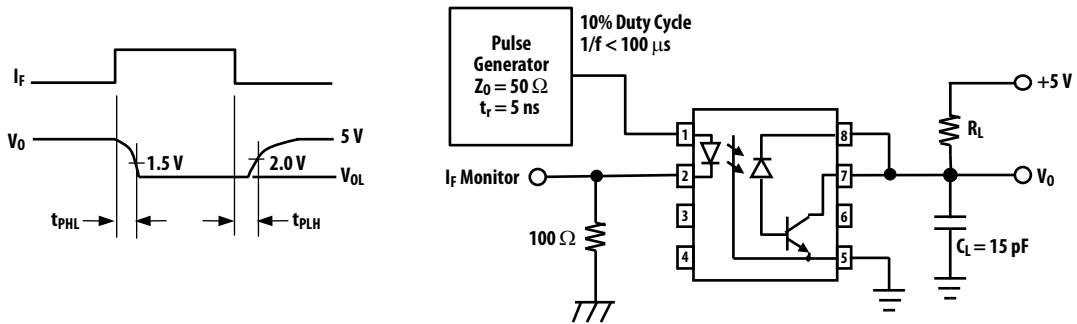 I_F
V_O
1.5 V
2.0 V
5 V
V_OL
t_PHL
t_PLH
Pulse
Generator
Z_O = 50 Ω
t_r = 5 ns
10% Duty Cycle
1/f < 100 μs
I_F Monitor
100 Ω
1
2
3
4
8
7
6
5
+5 V
R_L
V_O
C_L = 15 pF